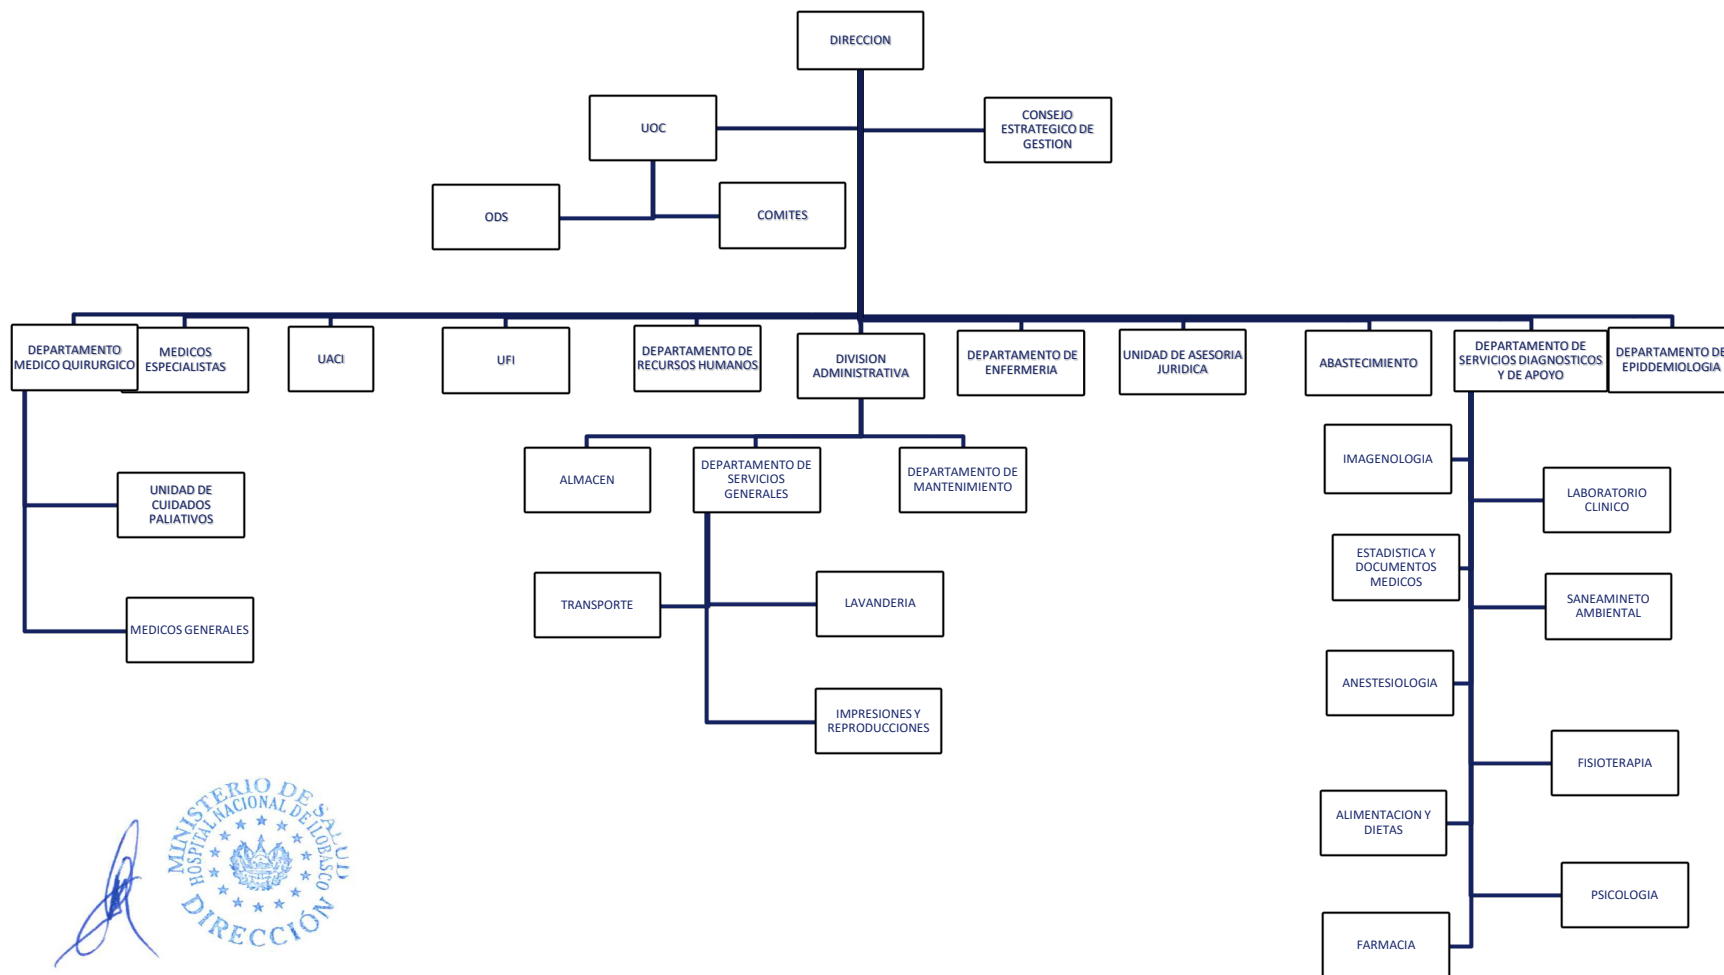 DIRECCION
UOC
CONSEJO
ESTRATEGICO DE
GESTION
ODS
COMITES
DEPARTAMENTO
MEDICO QUIRURGICO
MEDICOS
ESPECIALISTAS
UACI
UFI
DEPARTAMENTO DE
RECURSOS HUMANOS
DIVISION
ADMINISTRATIVA
DEPARTAMENTO DE
ENFERMERIA
UNIDAD DE ASESORIA
JURIDICA
ABASTECIMIENTO
DEPARTAMENTO DE
SERVICIOS DIAGNOSTICOS
Y DE APOYO
DEPARTAMENTO DE
EPIDDEMIOLOGIA
UNIDAD DE
CUIDADOS
PALIATIVOS
MEDICOS GENERALES
ALMACEN
DEPARTAMENTO DE
SERVICIOS
GENERALES
DEPARTAMENTO DE
MANTENIMIENTO
TRANSPORTE
LAVANDERIA
IMPRESIONES Y
REPRODUCCIONES
IMAGENOLOGIA
LABORATORIO
CLINICO
ESTADISTICA Y
DOCUMENTOS
MEDICOS
SANEAMINETO
AMBIENTAL
ANESTESIOLOGIA
FISIOTERAPIA
ALIMENTACION Y
DIETAS
PSICOLOGIA
FARMACIA
MINISTERIO DE SALUD
HOSPITAL NACIONAL DE ILOBASCO
DIRECCIÓN